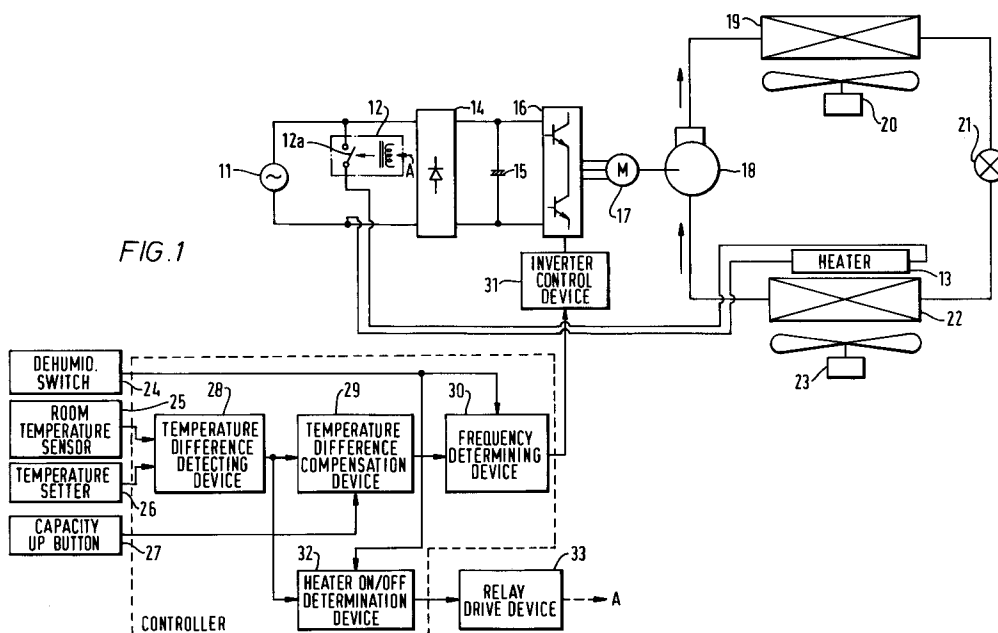 19
20
21
18
14
16
12
12a
A
11
15
M
17
FIG.1
INVERTER
CONTROL
DEVICE
31
HEATER
13
22
23
DEHUMID.
SWITCH
24
25
ROOM
TEMPERATURE
SENSOR
TEMPERATURE
SETTER
26
CAPACITY
UP BUTTON
27
28
TEMPERATURE
DIFFERENCE
DETECTING
DEVICE
29
TEMPERATURE
DIFFERENCE
COMPENSATION
DEVICE
30
FREQUENCY
DETERMINING
DEVICE
32
HEATER ON/OFF
DETERMINATION
DEVICE
33
RELAY
DRIVE DEVICE
A
CONTROLLER